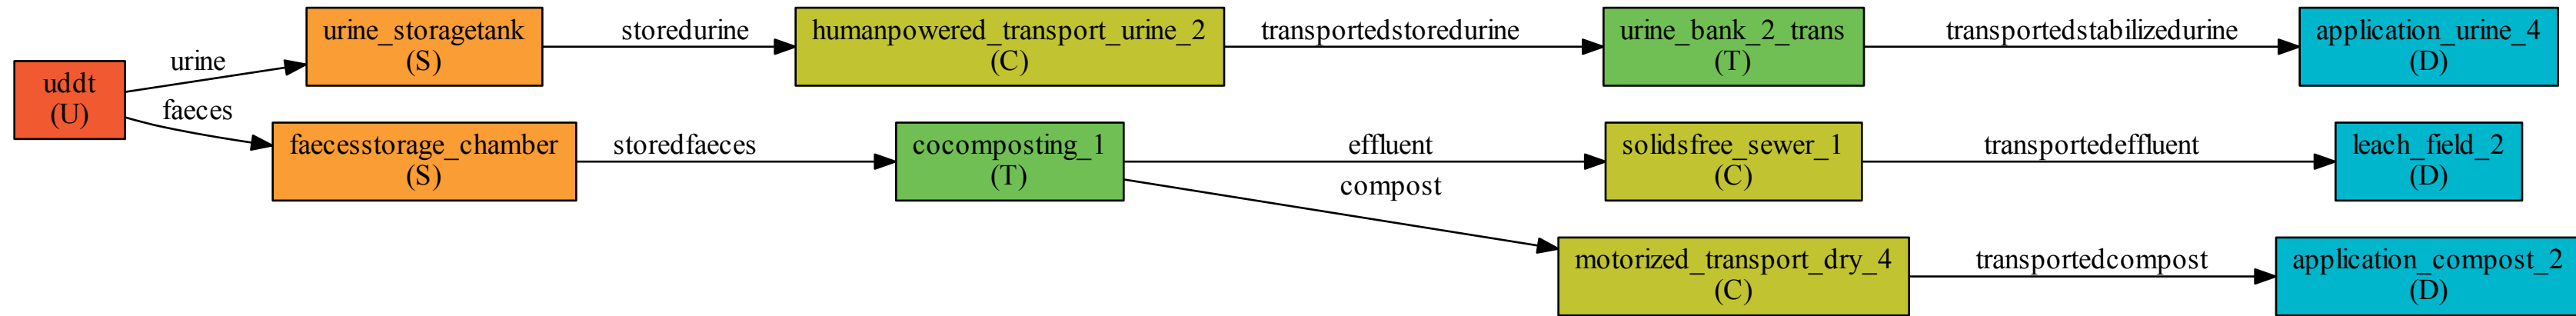 uddt
(U)
urine
faeces
urine_storagetank
(S)
storedurine
humanpowered_transport_urine_2
(C)
transportedstoredurine
urine_bank_2_trans
(T)
transportedstabilizedurine
application_urine_4
(D)
faecesstorage_chamber
(S)
storedfaeces
cocomposting_1
(T)
effluent
compost
solidsfree_sewer_1
(C)
transportedeffluent
leach_field_2
(D)
motorized_transport_dry_4
(C)
transportedcompost
application_compost_2
(D)